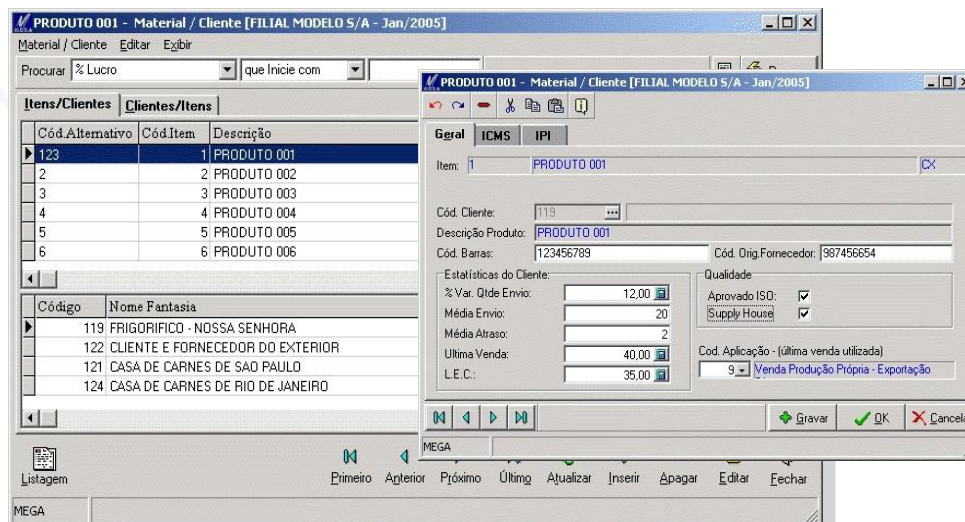 PRODUTO 001 - Material / Cliente [FILIAL MODELO S/A - Jan/2005]
Material / Cliente Editar Exibir
Procurar % Lucro que Inicie com
Itens/Clientes Clientes/Itens
Cód.Alternativo Cód.Item Descrição
123 1 PRODUTO 001
2 2 PRODUTO 002
3 3 PRODUTO 003
4 4 PRODUTO 004
5 5 PRODUTO 005
6 6 PRODUTO 006
Código Nome Fantasia
119 FRIGORIFICO - NOSSA SENHORA
122 CLIENTE E FORNECEDOR DO EXTERIOR
121 CASA DE CARNES DE SAO PAULO
124 CASA DE CARNES DE RIO DE JANEIRO
Listagem Primeiro Anterior Próximo Último Atualizar Inserir Apagar Editar Fechar
MEGA
PRODUTO 001 - Material / Cliente [FILIAL MODELO S/A - Jan/2005]
Geral ICMS IPI
Item: 1 PRODUTO 001 CX
Cód. Cliente: 119
Descrição Produto: PRODUTO 001
Cód. Barras: 123456789 Cód. Orig.Fornecedor: 987456654
Estatísticas do Cliente:
% Var. Qtde Envio: 12,00
Média Envio: 20
Média Atraso: 2
Ultima Venda: 40,00
L.E.C.: 35,00
Qualidade
Aprovado ISO:
Supply House
Cod. Aplicação - (última venda utilizada)
9 Venda Produção Própria - Exportação
Gravar OK Cancela
MEGA